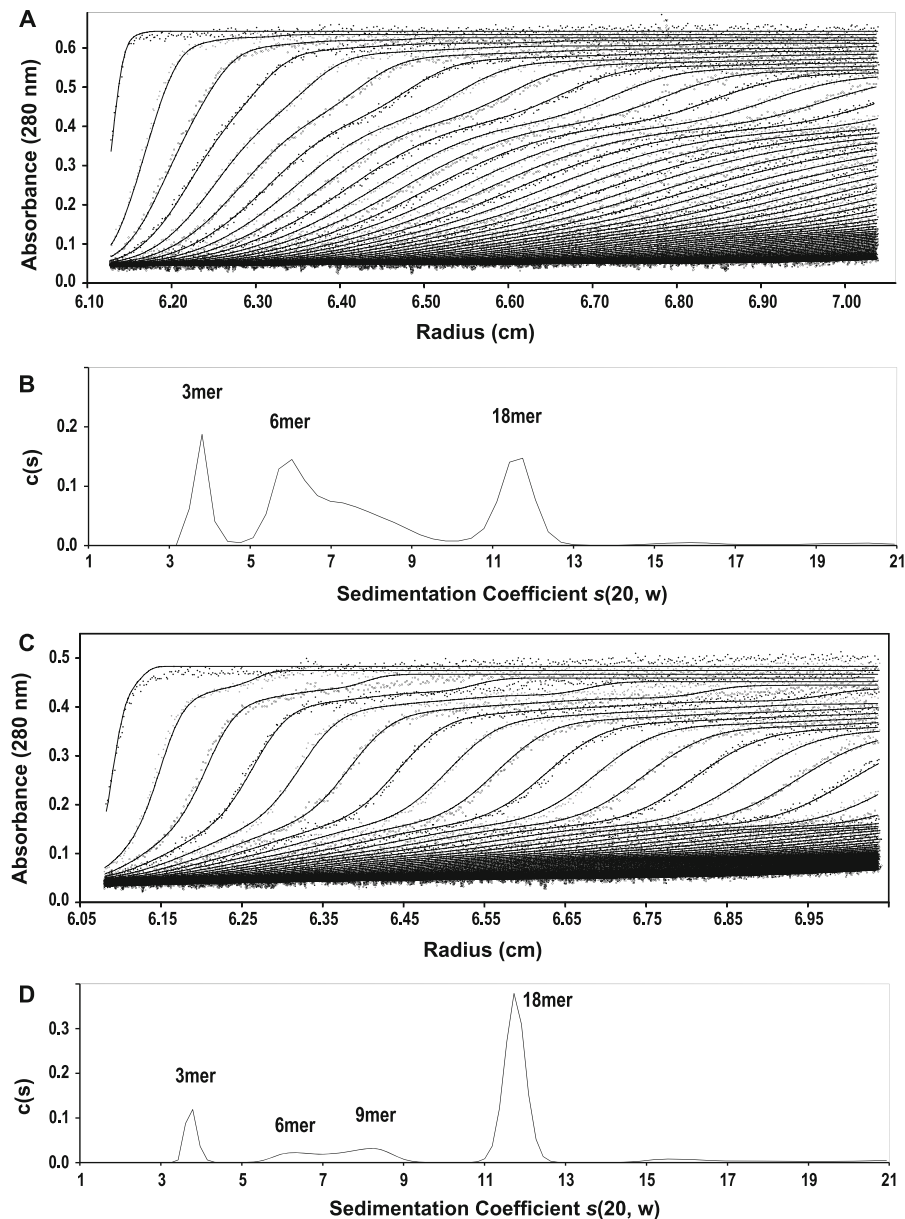 A
Absorbance (280 nm)
0.6
0.5
0.4
0.3
0.2
0.1
0.0
6.10 6.20 6.30 6.40 6.50 6.60 6.70 6.80 6.90 7.00
Radius (cm)
B
c(s)
0.2
0.1
0.0
3mer
6mer
18mer
1 3 5 7 9 11 13 15 17 19 21
Sedimentation Coefficient s(20, w)
C
Absorbance (280 nm)
0.5
0.4
0.3
0.2
0.1
0.0
6.05 6.15 6.25 6.35 6.45 6.55 6.65 6.75 6.85 6.95
Radius (cm)
D
c(s)
0.3
0.2
0.1
0.0
3mer
6mer
9mer
18mer
1 3 5 7 9 11 13 15 17 19 21
Sedimentation Coefficient s(20, w)